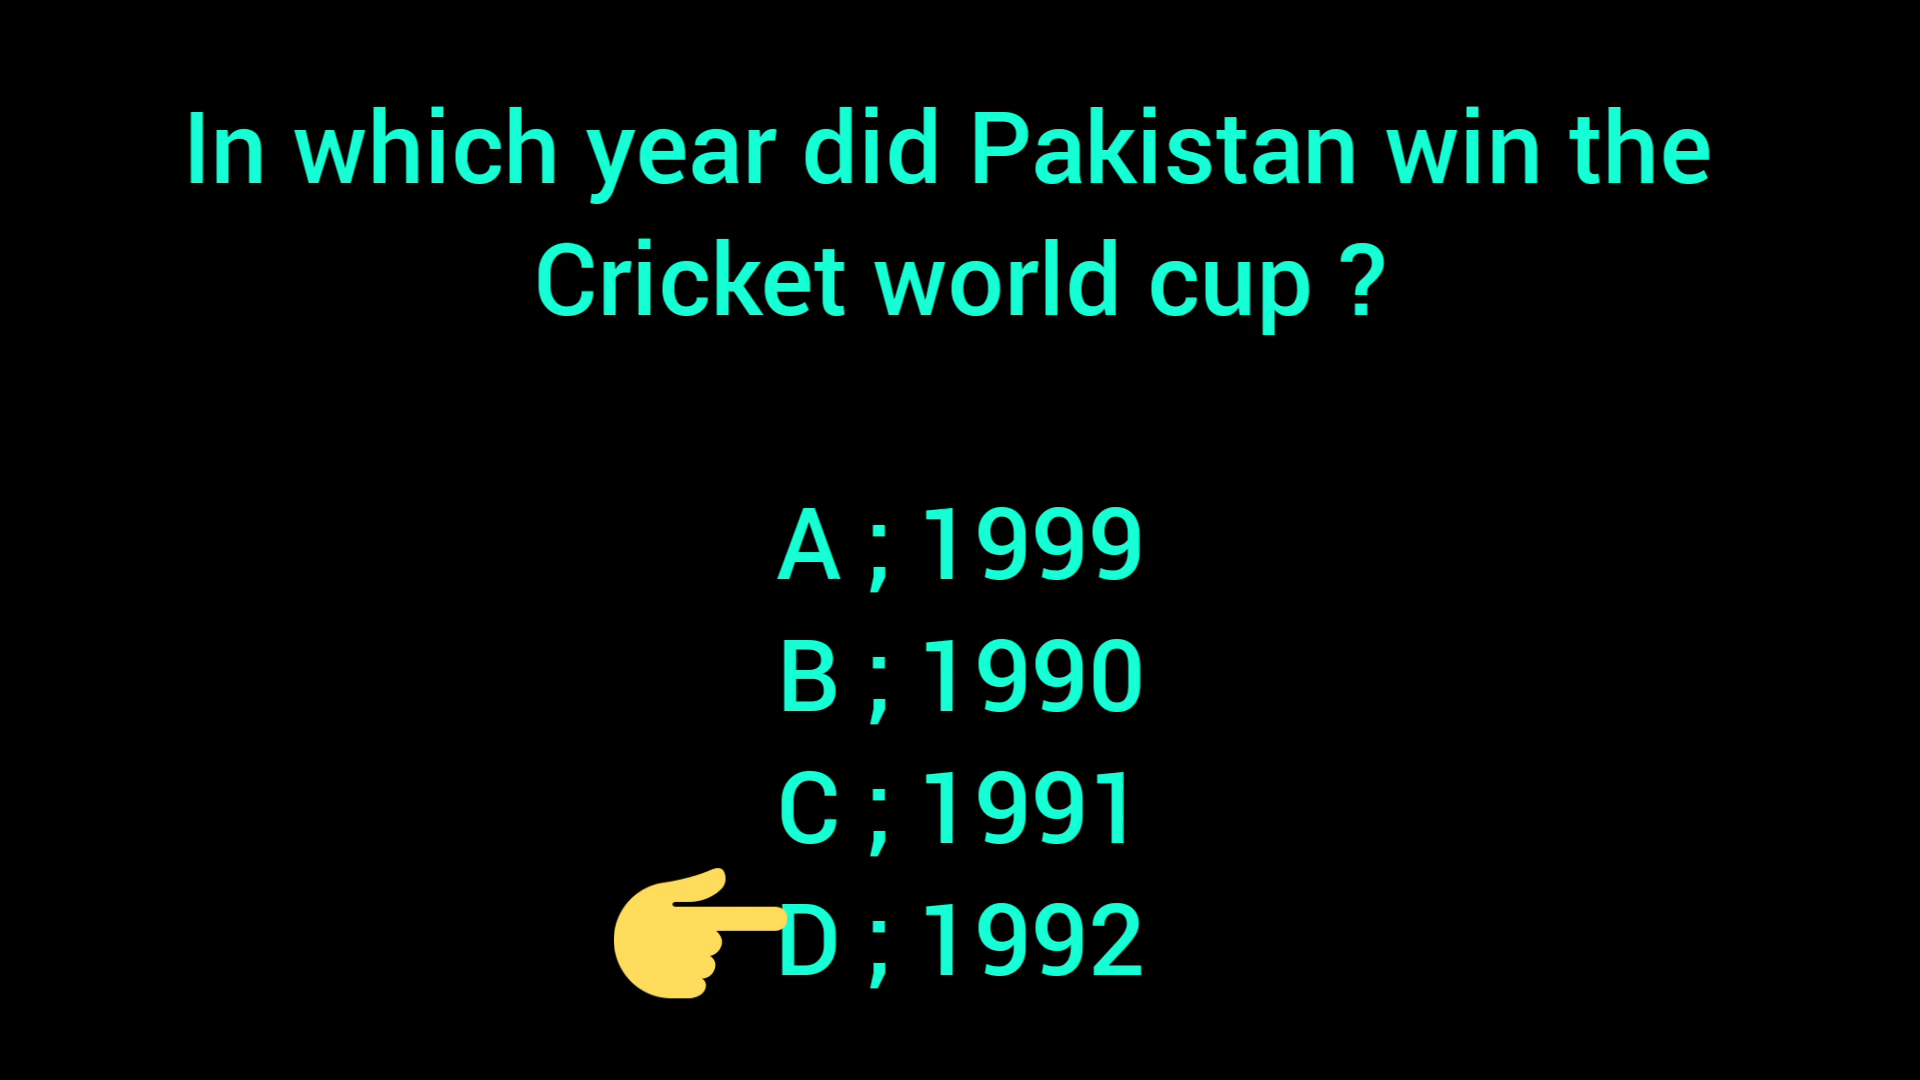 In which year did Pakistan win the
Cricket world cup ?
A ; 1999
B ; 1990
C ; 1991
D ; 1992